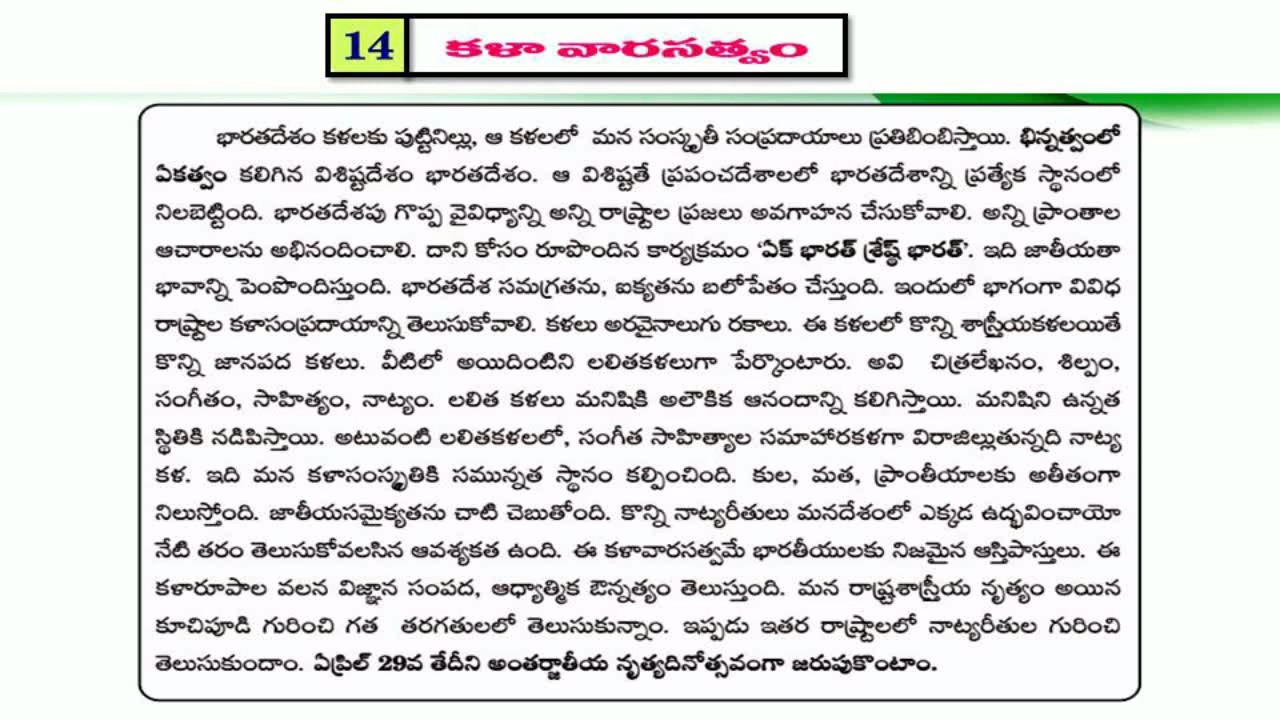 14 కళా వారసత్వం
భారతదేశం కళలకు పుట్టినిల్లు, ఆ కళలలో మన సంస్కృతీ సంప్రదాయాలు ప్రతిబింబిస్తాయి. భిన్నత్వంలో
ఏకత్వం కలిగిన విశిష్టదేశం భారతదేశం. ఆ విశిష్టతే ప్రపంచదేశాలలో భారతదేశాన్ని ప్రత్యేక స్థానంలో
నిలబెట్టింది. భారతదేశపు గొప్ప వైవిధ్యాన్ని అన్ని రాష్ట్రాల ప్రజలు అవగాహన చేసుకోవాలి. అన్ని ప్రాంతాల
ఆచారాలను అభినందించాలి. దాని కోసం రూపొందిన కార్యక్రమం ‘ఏక్ భారత్ శ్రేష్ఠ్ భారత్’. ఇది జాతీయతా
భావాన్ని పెంపొందిస్తుంది. భారతదేశ సమగ్రతను, ఐక్యతను బలోపేతం చేస్తుంది. ఇందులో భాగంగా వివిధ
రాష్ట్రాల కళాసంప్రదాయాన్ని తెలుసుకోవాలి. కళలు అరవైనాలుగు రకాలు. ఈ కళలలో కొన్ని శాస్త్రీయకళలయితే
కొన్ని జానపద కళలు. వీటిలో అయిదింటిని లలితకళలుగా పేర్కొంటారు. అవి చిత్రలేఖనం, శిల్పం,
సంగీతం, సాహిత్యం, నాట్యం. లలిత కళలు మనిషికి అలౌకిక ఆనందాన్ని కలిగిస్తాయి. మనిషిని ఉన్నత
స్థితికి నడిపిస్తాయి. అటువంటి లలితకళలలో, సంగీత సాహిత్యాల సమాహారకళగా విరాజిల్లుతున్నది నాట్య
కళ. ఇది మన కళాసంస్కృతికి సమున్నత స్థానం కల్పించింది. కుల, మత, ప్రాంతీయాలకు అతీతంగా
నిలుస్తోంది. జాతీయసమైక్యతను చాటి చెబుతోంది. కొన్ని నాట్యరీతులు మనదేశంలో ఎక్కడ ఉద్భవించాయో
నేటి తరం తెలుసుకోవలసిన ఆవశ్యకత ఉంది. ఈ కళావారసత్వమే భారతీయులకు నిజమైన ఆస్తిపాస్తులు. ఈ
కళారూపాల వలన విజ్ఞాన సంపద, ఆధ్యాత్మిక ఔన్నత్యం తెలుస్తుంది. మన రాష్ట్రశాస్త్రీయ నృత్యం అయిన
కూచిపూడి గురించి గత తరగతులలో తెలుసుకున్నాం. ఇప్పడు ఇతర రాష్ట్రాలలో నాట్యరీతుల గురించి
తెలుసుకుందాం. ఏప్రిల్ 29వ తేదీని అంతర్జాతీయ నృత్యదినోత్సవంగా జరుపుకొంటాం.